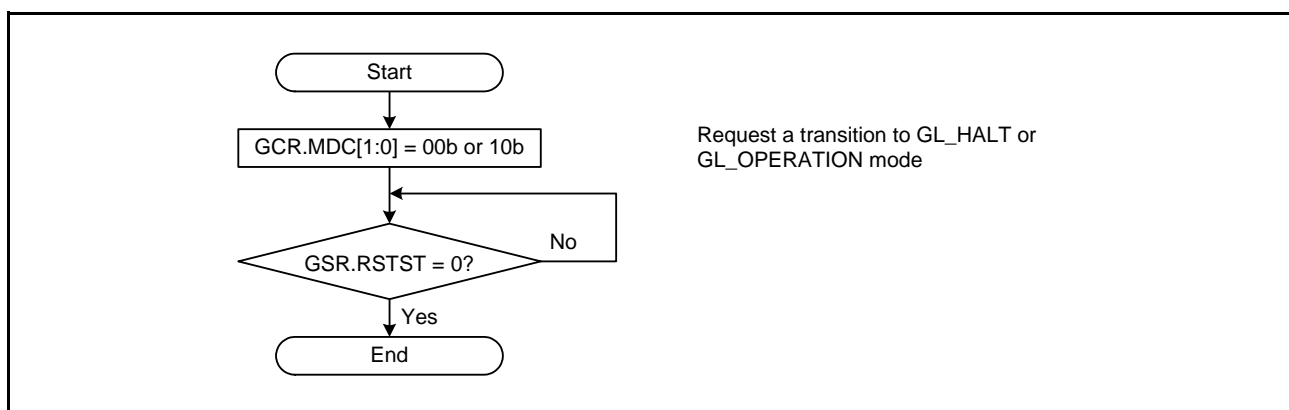 Start
GCR.MDC[1:0] = 00b or 10b
Request a transition to GL_HALT or
GL_OPERATION mode
No
GSR.RSTST = 0?
Yes
End